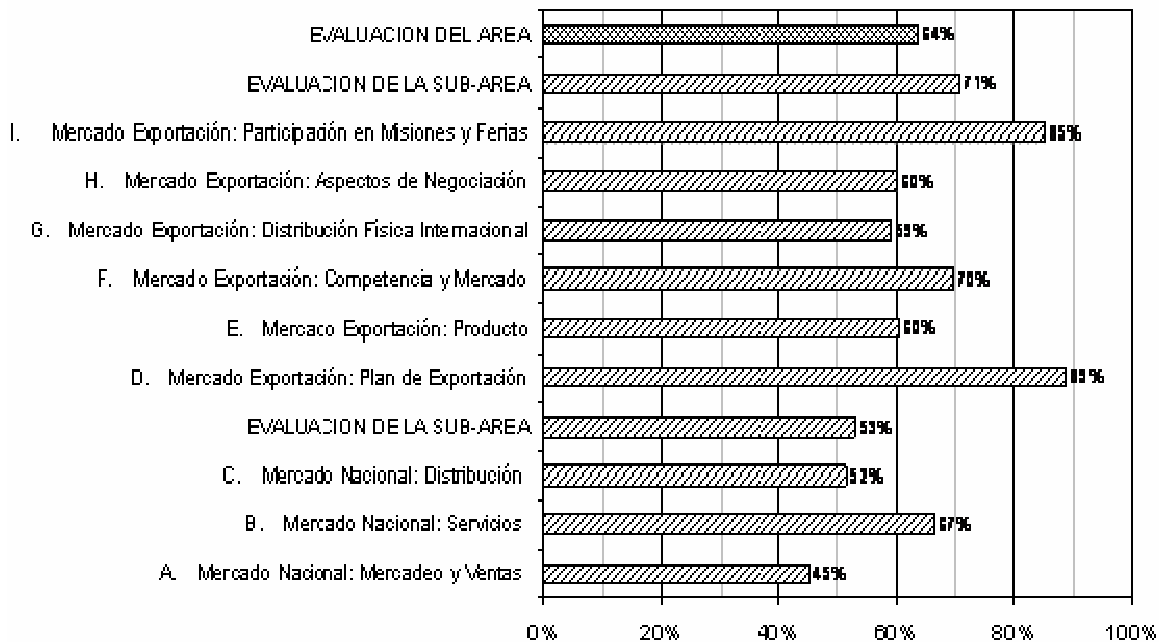 EVALUACION DEL AREA 64%
EVALUACION DE LA SUB-AREA 71%
I. Mercado Exportación: Participación en Misiones y Ferias 85%
H. Mercado Exportación: Aspectos de Negociación 60%
G. Mercado Exportación: Distribución Física Internacional 59%
F. Mercado Exportación: Competencia y Mercado 70%
E. Mercado Exportación: Producto 60%
D. Mercado Exportación: Plan de Exportación 89%
EVALUACION DE LA SUB-AREA 53%
C. Mercado Nacional: Distribución 52%
B. Mercado Nacional: Servicios 67%
A. Mercado Nacional: Mercadeo y Ventas 45%
0% 20% 40% 60% 80% 100%